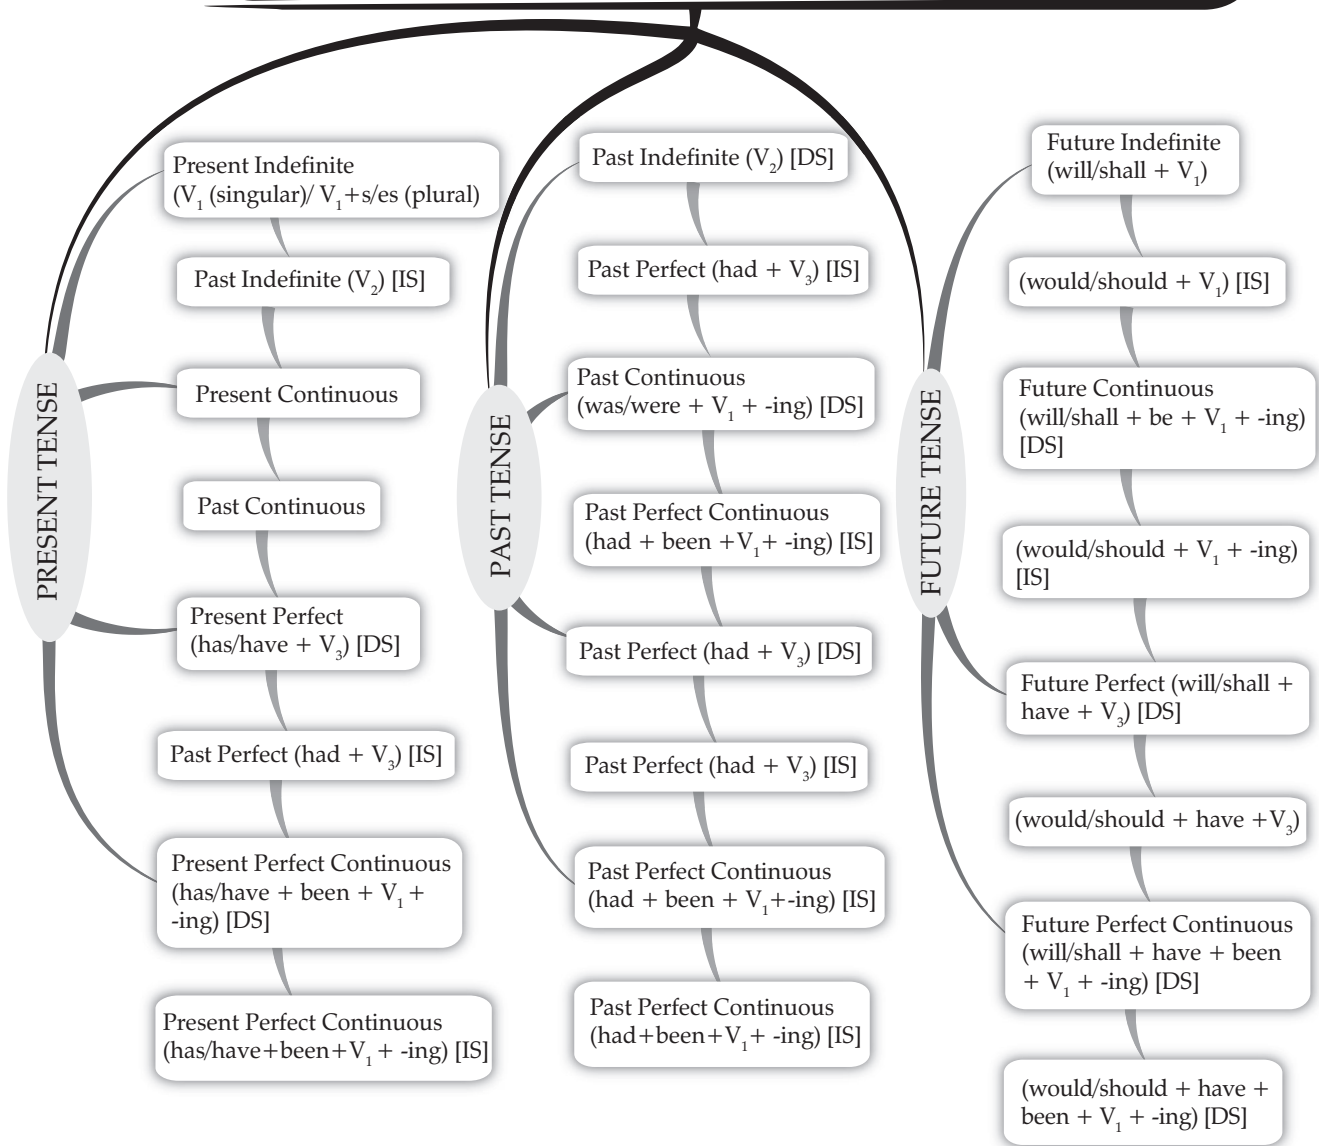 PRESENT TENSE
Present Indefinite
(V₁ (singular)/ V₁+s/es (plural)
Past Indefinite (V₂) [IS]
Present Continuous
Past Continuous
Present Perfect
(has/have + V₃) [DS]
Past Perfect (had + V₃) [IS]
Present Perfect Continuous
(has/have + been + V₁ +
-ing) [DS]
Present Perfect Continuous
(has/have+been+V₁ + -ing) [IS]
PAST TENSE
Past Indefinite (V₂) [DS]
Past Perfect (had + V₃) [IS]
Past Continuous
(was/were + V₁ + -ing) [DS]
Past Perfect Continuous
(had + been +V₁+ -ing) [IS]
Past Perfect (had + V₃) [DS]
Past Perfect (had + V₃) [IS]
Past Perfect Continuous
(had + been + V₁+-ing) [IS]
Past Perfect Continuous
(had+been+V₁+ -ing) [IS]
FUTURE TENSE
Future Indefinite
(will/shall + V₁)
(would/should + V₁) [IS]
Future Continuous
(will/shall + be + V₁ + -ing)
[DS]
(would/should + V₁ + -ing)
[IS]
Future Perfect (will/shall +
have + V₃) [DS]
(would/should + have +V₃)
Future Perfect Continuous
(will/shall + have + been
+ V₁ + -ing) [DS]
(would/should + have +
been + V₁ + -ing) [DS]